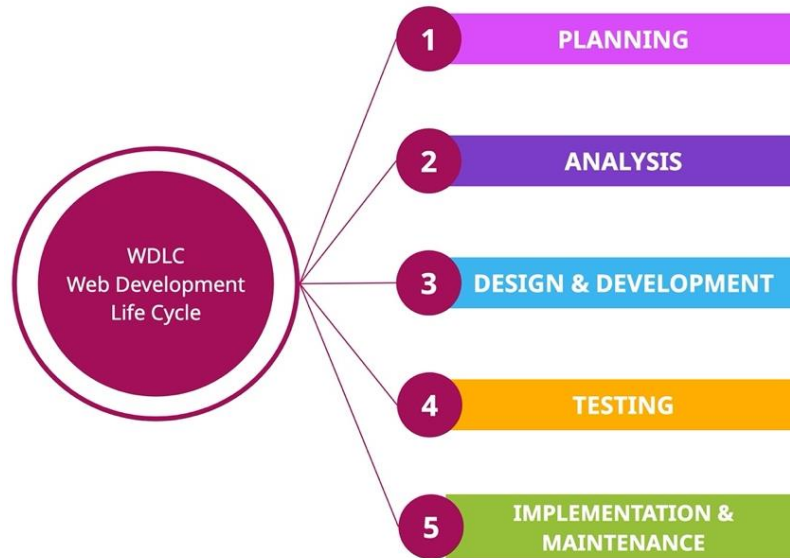 WDLC
Web Development
Life Cycle
1
PLANNING
2
ANALYSIS
3
DESIGN & DEVELOPMENT
4
TESTING
5
IMPLEMENTATION &
MAINTENANCE